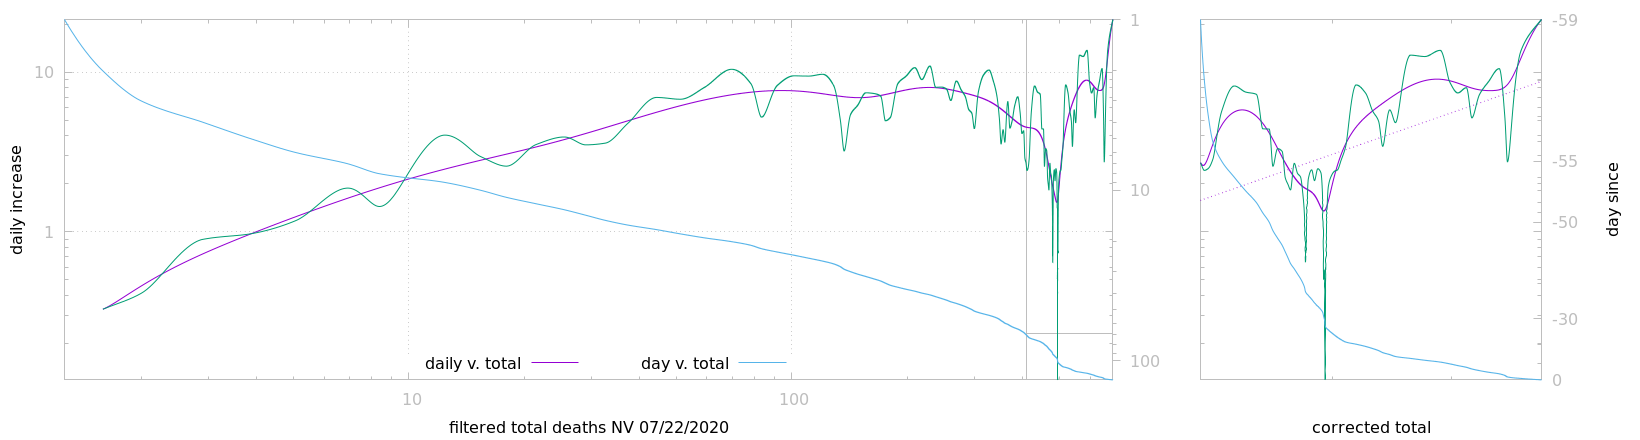 1
-59
10
daily increase
-55
day since
10
1
-50
-30
daily v. total
day v. total
100
0
10
100
filtered total deaths NV 07/22/2020
corrected total